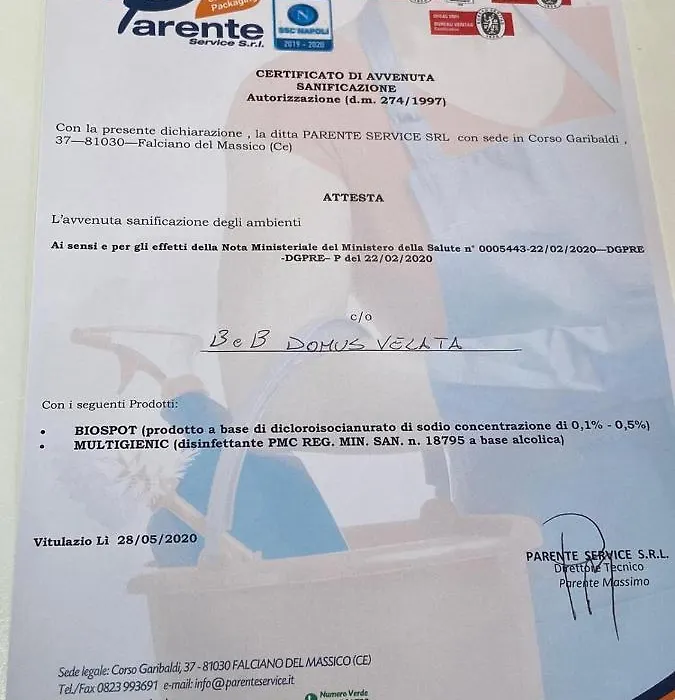 Packaging
Parente
Service S.r.l.
N
SSC NAPOLI
2019 - 2020
BUREAU VERITAS
CERTIFICATO DI AVVENUTA
SANIFICAZIONE
Autorizzazione (d.m. 274/1997)
Con la presente dichiarazione , la ditta PARENTE SERVICE SRL con sede in Corso Garibaldi ,
37—81030—Falciano del Massico (Ce)
ATTESTA
L'avvenuta sanificazione degli ambienti
Ai sensi e per gli effetti della Nota Ministeriale del Ministero della Salute n° 0005443-22/02/2020—DGPRE
-DGPRE– P del 22/02/2020
c/o
B e B DOMUS VELATA
Con i seguenti Prodotti:
• BIOSPOT (prodotto a base di dicloroisocianurato di sodio concentrazione di 0,1% - 0,5%)
• MULTIGIENIC (disinfettante PMC REG. MIN. SAN. n. 18795 a base alcolica)
Vitulazio Lì 28/05/2020
PARENTE SERVICE S.R.L.
Direttore Tecnico
Parente Massimo
Sede legale: Corso Garibaldi, 37 - 81030 FALCIANO DEL MASSICO (CE)
Tel./Fax 0823 993691 e-mail: info@parenteservice.it
Numero Verde